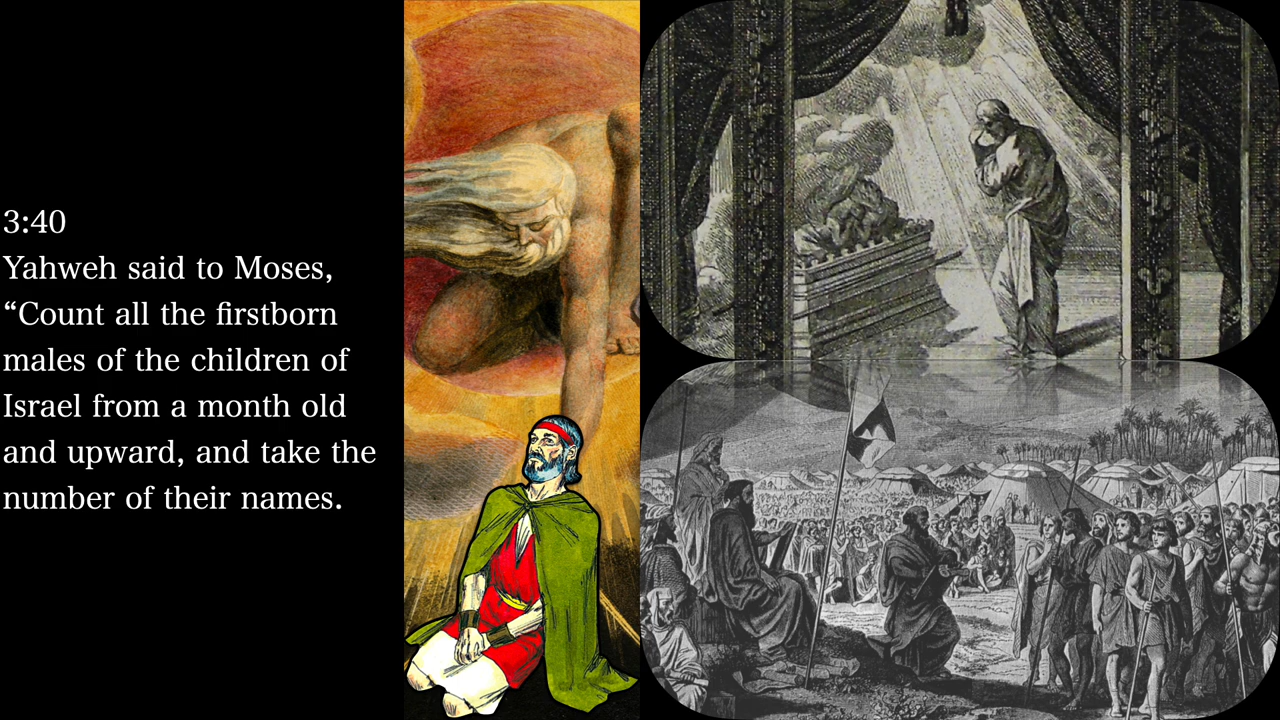 3:40
Yahweh said to Moses,
“Count all the firstborn
males of the children of
Israel from a month old
and upward, and take the
number of their names.